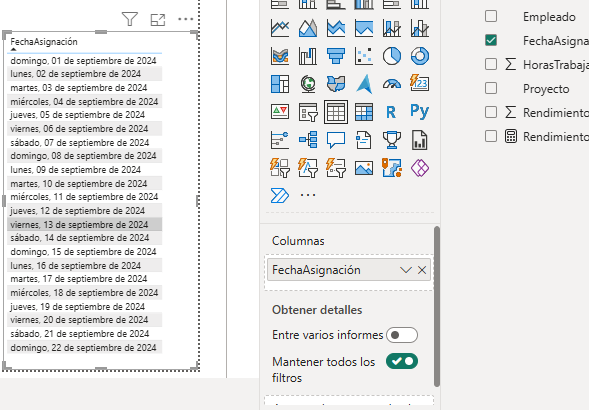 FechaAsignación
domingo, 01 de septiembre de 2024
lunes, 02 de septiembre de 2024
martes, 03 de septiembre de 2024
miércoles, 04 de septiembre de 2024
jueves, 05 de septiembre de 2024
viernes, 06 de septiembre de 2024
sábado, 07 de septiembre de 2024
domingo, 08 de septiembre de 2024
lunes, 09 de septiembre de 2024
martes, 10 de septiembre de 2024
miércoles, 11 de septiembre de 2024
jueves, 12 de septiembre de 2024
viernes, 13 de septiembre de 2024
sábado, 14 de septiembre de 2024
domingo, 15 de septiembre de 2024
lunes, 16 de septiembre de 2024
martes, 17 de septiembre de 2024
miércoles, 18 de septiembre de 2024
jueves, 19 de septiembre de 2024
viernes, 20 de septiembre de 2024
sábado, 21 de septiembre de 2024
domingo, 22 de septiembre de 2024
123
R
Py
Columnas
FechaAsignación
Obtener detalles
Entre varios informes
Mantener todos los
filtros
Empleado
FechaAsigna
HorasTrabaja
Proyecto
Rendimiento
Rendimiento